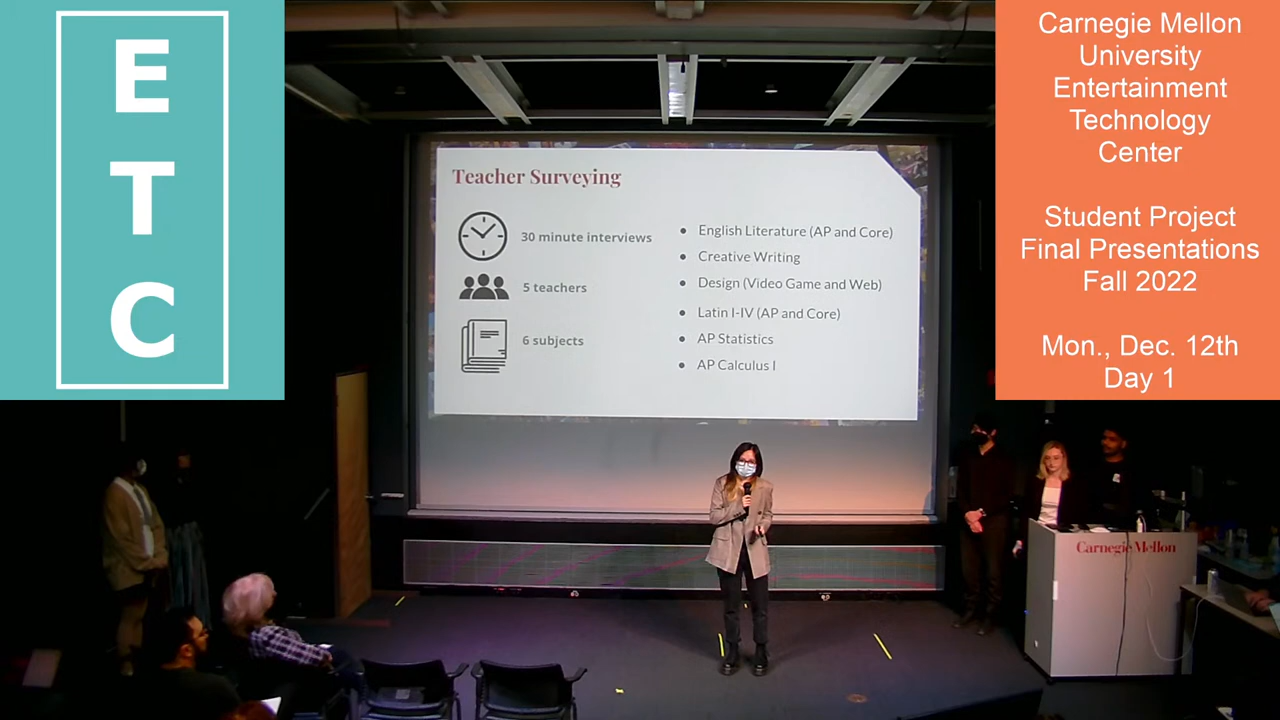 E
T
C
Carnegie Mellon
University
Entertainment
Technology
Center
Student Project
Final Presentations
Fall 2022
Mon., Dec. 12th
Day 1
Teacher Surveying
30 minute interviews
5 teachers
6 subjects
• English Literature (AP and Core)
• Creative Writing
• Design (Video Game and Web)
• Latin I-IV (AP and Core)
• AP Statistics
• AP Calculus I
Carnegie Mellon